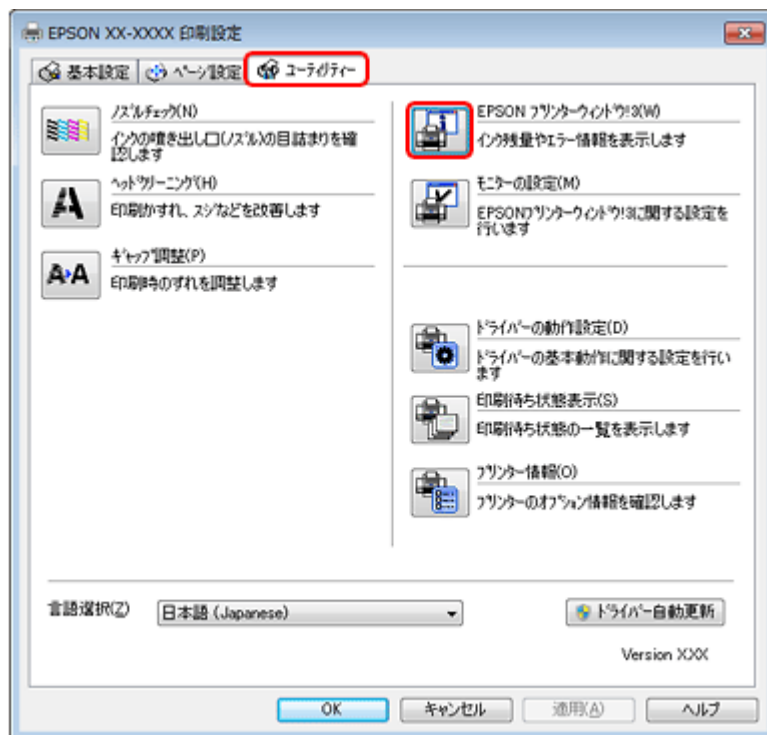 EPSON XX-XXXX 印刷設定
基本設定
ページ設定
ユーティリティー
ノズルチェック(N)
インクの噴き出し口(ノズル)の目詰まりを確
認します
ヘッドクリーニング(H)
印刷かすれ、スジなどを改善します
ギャップ調整(P)
印刷時のずれを調整します
EPSON プリンターウィンドウ!3(W)
インク残量やエラー情報を表示します
モニターの設定(M)
EPSONプリンターウィンドウ!3に関する設定を
行います
ドライバーの動作設定(D)
ドライバーの基本動作に関する設定を行い
ます
印刷待ち状態表示(S)
印刷待ち状態の一覧を表示します
プリンター情報(O)
プリンターのオプション情報を確認します
言語選択(Z)
日本語 (Japanese)
ドライバー自動更新
Version X.XX
OK
キャンセル
適用(A)
ヘルプ